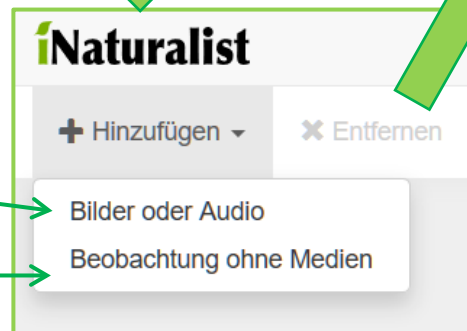 iNaturalist
Hinzufügen
Entfernen
Bilder oder Audio
Beobachtung ohne Medien